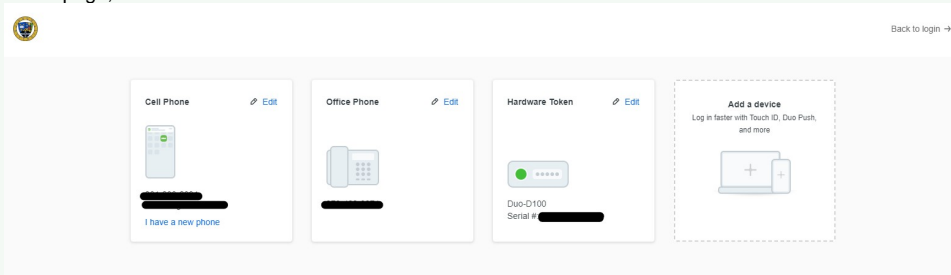 Back to login →
Cell Phone
Edit
I have a new phone
Office Phone
Edit
Hardware Token
Edit
Duo-D100
Serial #
Add a device
Log in faster with Touch ID, Duo Push,
and more